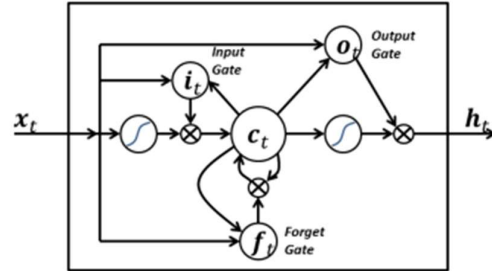 Input
Gate
o_t
Output
Gate
i_t
x_t
c_t
h_t
f_t
Forget
Gate